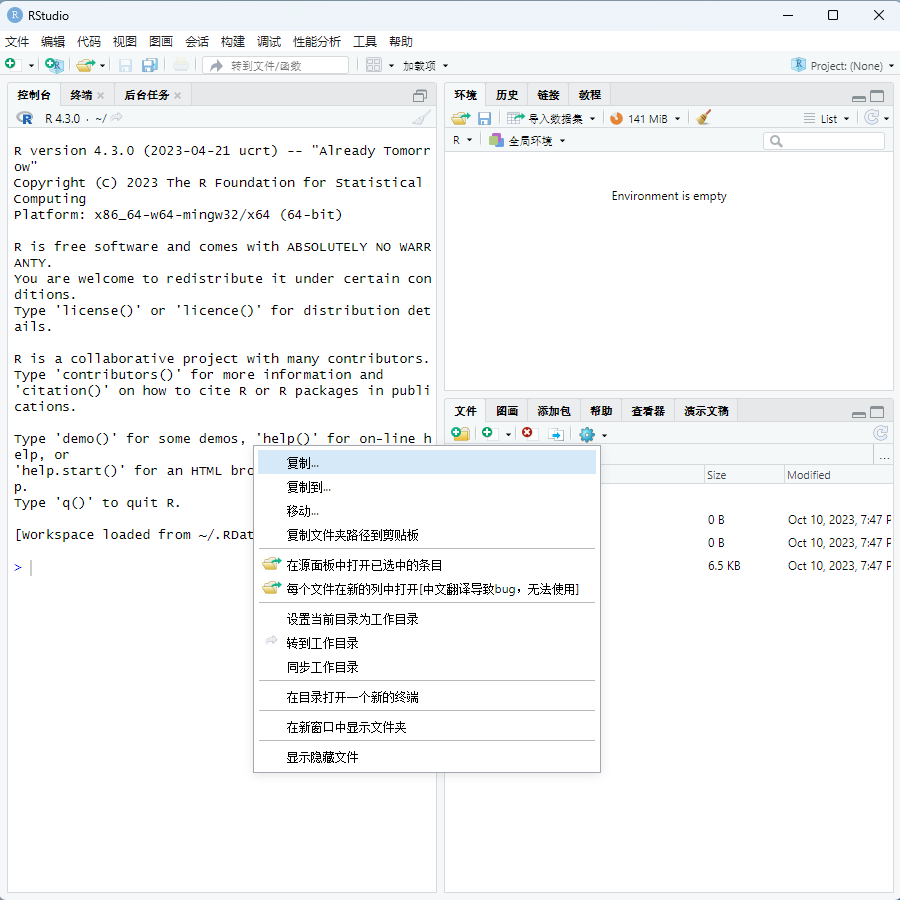 RStudio
文件 编辑 代码 视图 图画 会话 构建 调试 性能分析 工具 帮助
转到文件/函数 加载项 Project: (None)
控制台 终端 后台任务
R 4.3.0 · ~/
R version 4.3.0 (2023-04-21 ucrt) -- "Already Tomorr
ow"
Copyright (C) 2023 The R Foundation for Statistical
Computing
Platform: x86_64-w64-mingw32/x64 (64-bit)
R is free software and comes with ABSOLUTELY NO WARR
ANTY.
You are welcome to redistribute it under certain con
ditions.
Type 'license()' or 'licence()' for distribution det
ails.
R is a collaborative project with many contributors.
Type 'contributors()' for more information and
'citation()' on how to cite R or R packages in publi
cations.
Type 'demo()' for some demos, 'help()' for on-line h
elp, or
'help.start()' for an HTML bro
p.
Type 'q()' to quit R.
[Workspace loaded from ~/.RDat
>
环境 历史 链接 教程
导入数据集 141 MiB List
R 全局环境
Environment is empty
文件 图画 添加包 帮助 查看器 演示文稿
...
Size Modified
0 B Oct 10, 2023, 7:47 P
0 B Oct 10, 2023, 7:47 P
6.5 KB Oct 10, 2023, 7:47 P
复制...
复制到...
移动...
复制文件夹路径到剪贴板
在源面板中打开已选中的条目
每个文件在新的列中打开[中文翻译导致bug，无法使用]
设置当前目录为工作目录
转到工作目录
同步工作目录
在目录打开一个新的终端
在新窗口中显示文件夹
显示隐藏文件